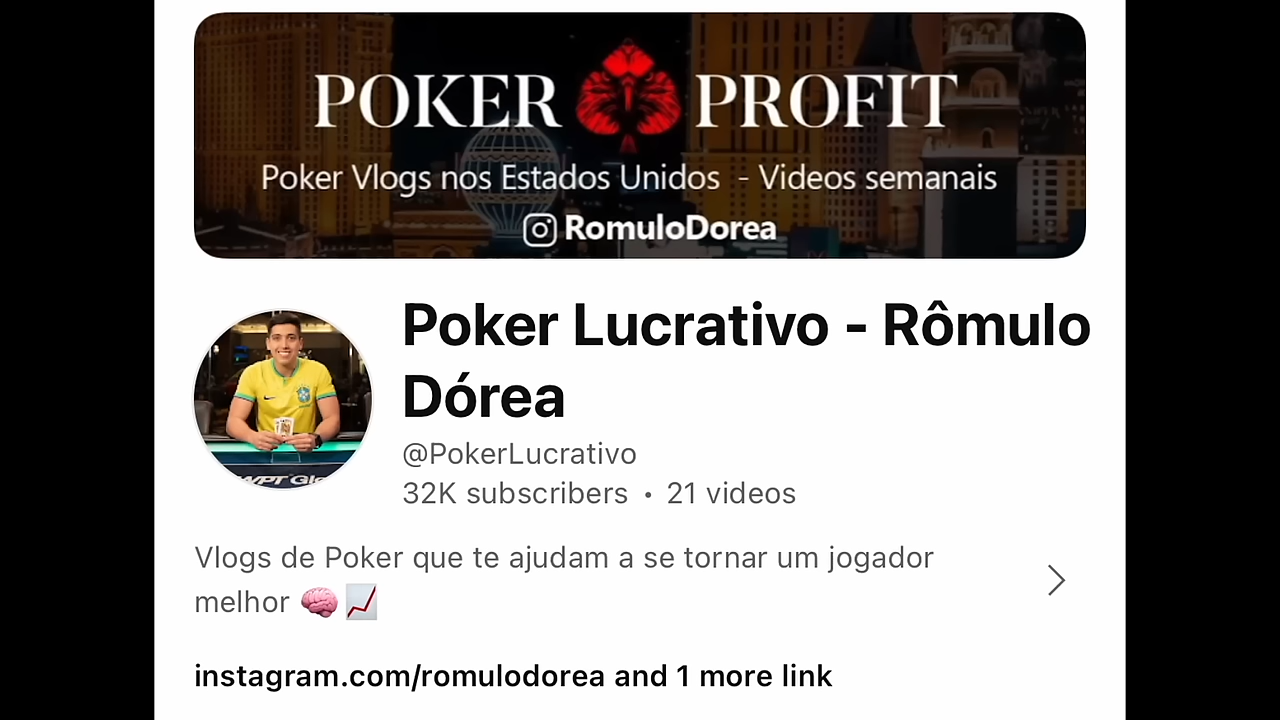 POKER PROFIT
Poker Vlogs nos Estados Unidos - Videos semanais
RomuloDorea
Poker Lucrativo - Rômulo
Dórea
@PokerLucrativo
32K subscribers • 21 videos
Vlogs de Poker que te ajudam a se tornar um jogador
melhor 🧠📈
instagram.com/romulodorea and 1 more link